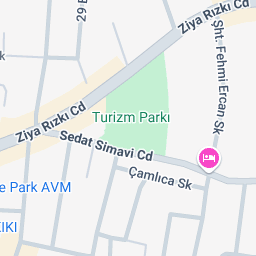 Ziya Rızkı Cd
Şht. Fehmi Ercan Sk
Turizm Parkı
Ziya Rızkı Cd
Sedat Simavi Cd
Çamlıca Sk
Park AVM